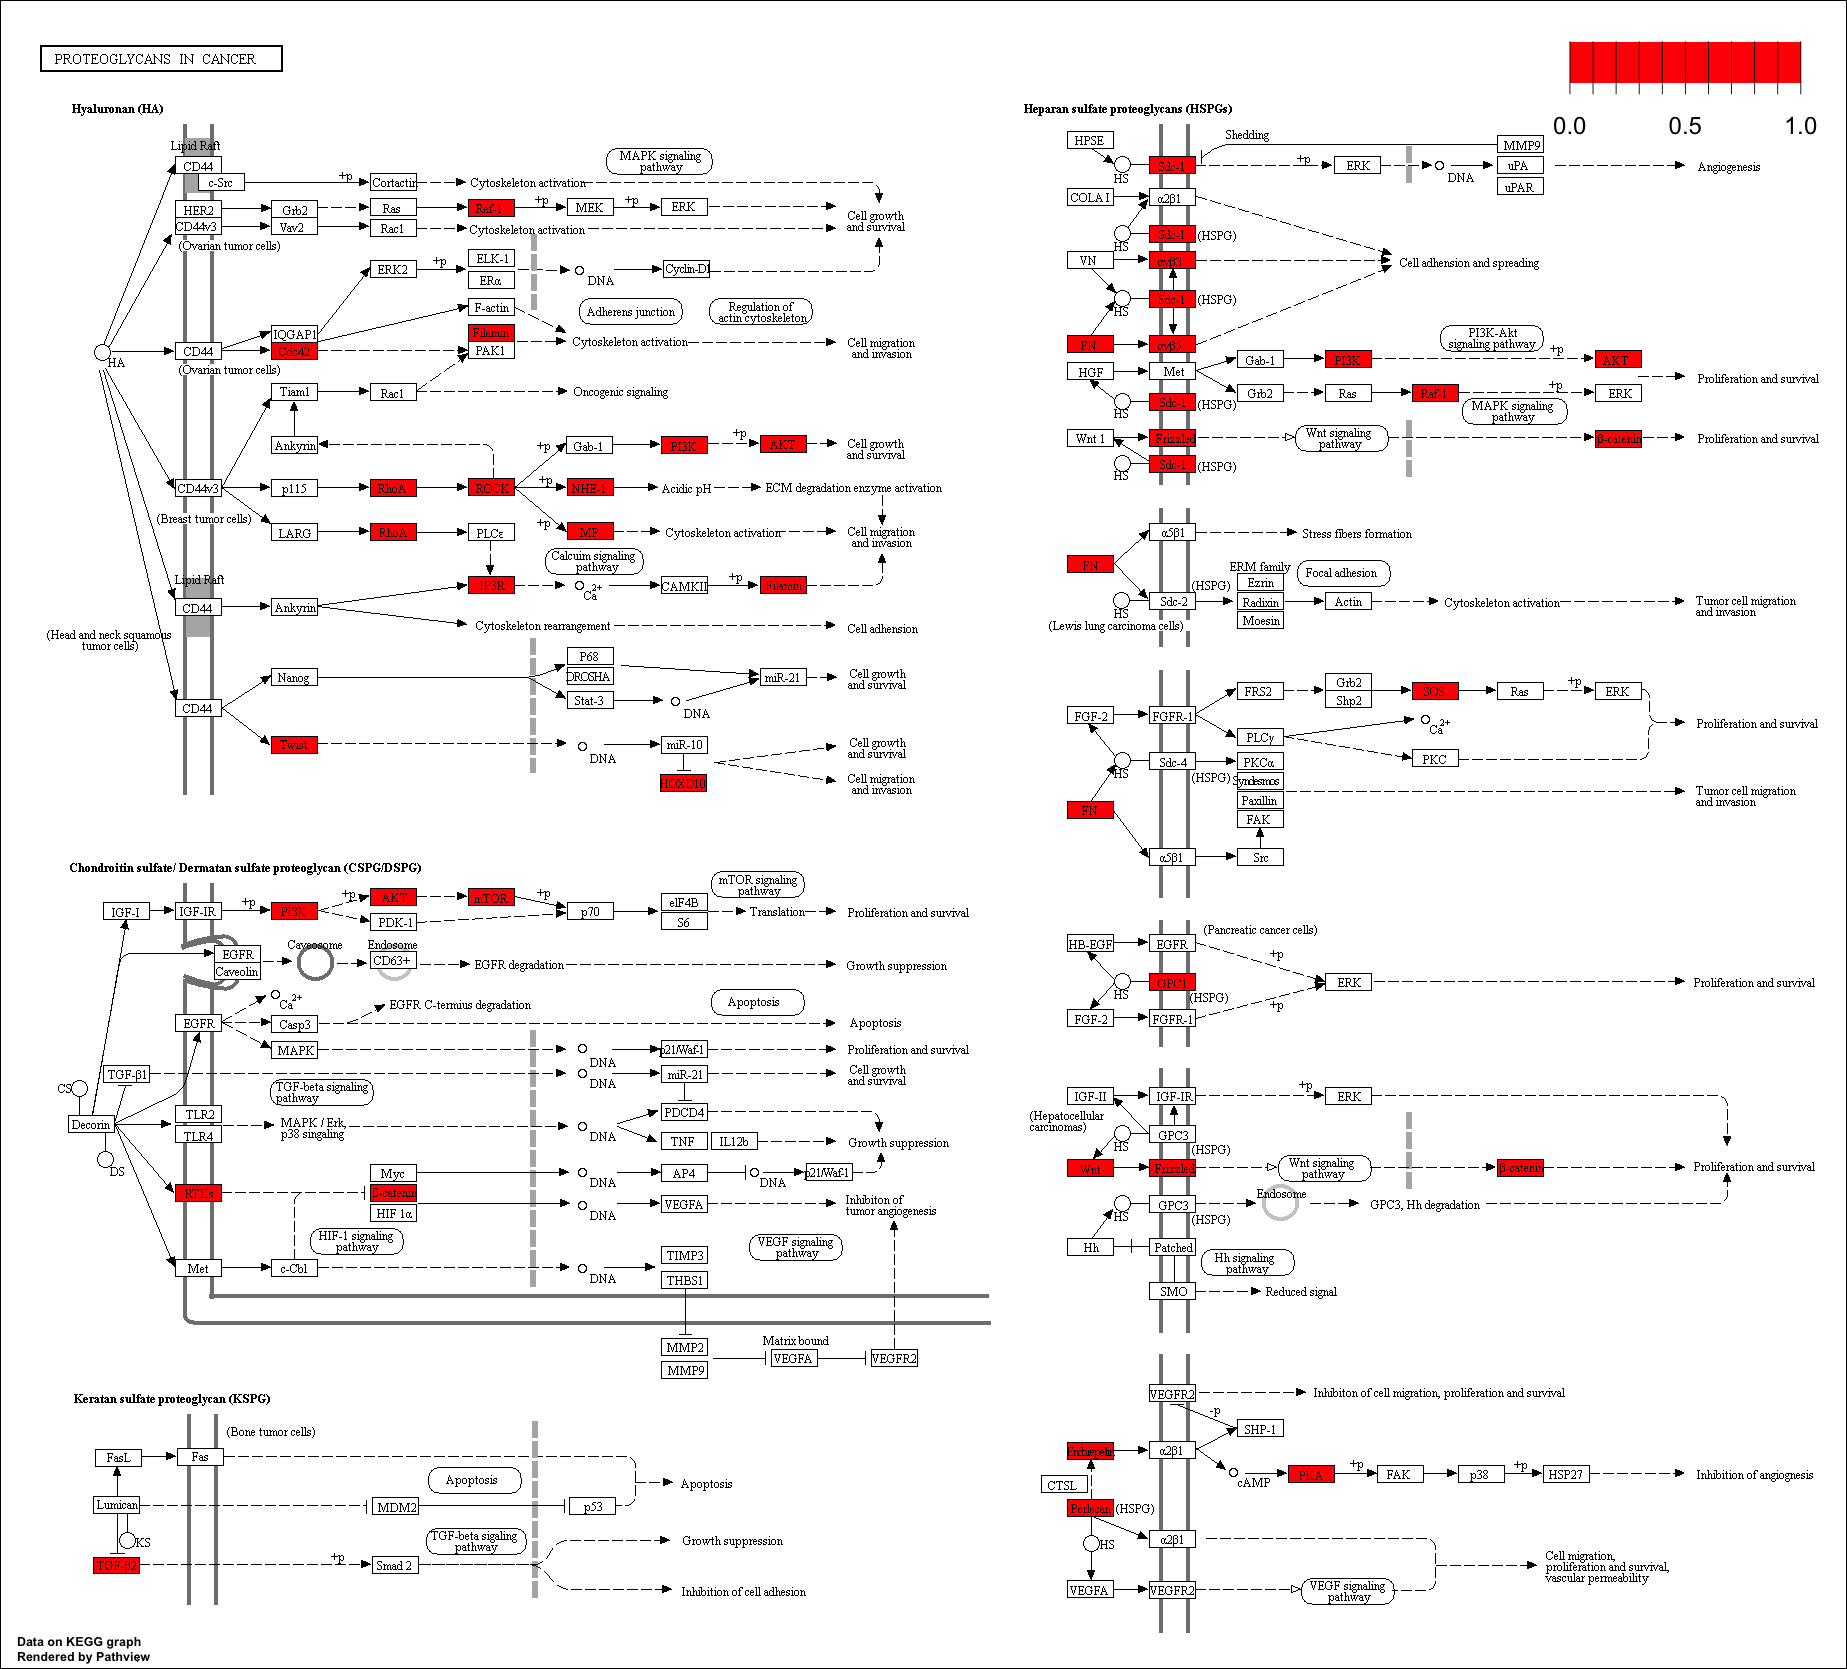 PROTEOGLYCANS IN CANCER
0.0 0.5 1.0
Hyaluronan (HA)
Lipid Raft
CD44
c-Src
+p
Cortactin
Cytoskeleton activation
MAPK signaling
pathway
HER2
Grb2
Ras
Raf-1
+p
MEK
+p
ERK
Cell growth
and survival
CD44v3
Vav2
Rac1
Cytoskeleton activation
(Ovarian tumor cells)
ERK2
+p
ELK-1
ERα
DNA
Cyclin-D1
F-actin
Adherens junction
Regulation of
actin cytoskeleton
IQGAP1
Filamin
HA
CD44
Cdc42
PAK1
Cytoskeleton activation
Cell migration
and invasion
(Ovarian tumor cells)
Tiam1
Rac1
Oncogenic signaling
Ankyrin
+p
Gab-1
PI3K
+p
AKT
Cell growth
and survival
CD44v3
p115
RhoA
ROCK
+p
NHE-1
Acidic pH
ECM degradation enzyme activation
(Breast tumor cells)
LARG
RhoA
PLCε
+p
MP
Cytoskeleton activation
Cell migration
and invasion
Calcuim signaling
pathway
Lipid Raft
IP3R
Ca2+
CAMKII
+p
Filamin
CD44
Ankyrin
Cytoskeleton rearrangement
Cell adhesion
(Head and neck squamous
tumor cells)
P68
DROSHA
Nanog
miR-21
Cell growth
and survival
Stat-3
DNA
CD44
Twist
DNA
miR-10
Cell growth
and survival
HOXD10
Cell migration
and invasion
Chondroitin sulfate/ Dermatan sulfate proteoglycan (CSPG/DSPG)
IGF-I
IGF-IR
+p
PI3K
+p
AKT
mTOR
+p
PDK-1
p70
eIF4B
S6
mTOR signaling
pathway
Translation
Proliferation and survival
EGFR
Caveolin
Caveosome
Endosome
CD63+
EGFR degradation
Growth suppression
Ca2+
EGFR C-termius degradation
Apoptosis
EGFR
Casp3
Apoptosis
MAPK
DNA
p21/Waf-1
Proliferation and survival
TGF-β1
DNA
miR-21
Cell growth
and survival
CS
TGF-beta signaling
pathway
Decorin
TLR2
TLR4
MAPK / Erk,
p38 singaling
DNA
PDCD4
TNF
IL12b
Growth suppression
DS
Myc
DNA
AP4
DNA
p21/Waf-1
RTKs
β-catenin
HIF 1α
DNA
VEGFA
Inhibiton of
tumor angiogenesis
HIF-1 signaling
pathway
VEGF signaling
pathway
Met
c-Cbl
DNA
TIMP3
THBS1
MMP2
MMP9
Matrix bound
VEGFA
VEGFR2
Keratan sulfate proteoglycan (KSPG)
(Bone tumor cells)
FasL
Fas
Apoptosis
Apoptosis
Lumican
MDM2
p53
KS
TGF-beta sigaling
pathway
Growth suppression
TGF-β2
+p
Smad 2
Inhibition of cell adhesion
Heparan sulfate proteoglycans (HSPGs)
HPSE
Shedding
MMP9
HS
Sdc-1
+p
ERK
DNA
uPA
uPAR
Angiogenesis
COLA1
α2β1
HS
Sdc-1
(HSPG)
VN
αvβ3
Cell adhesion and spreading
HS
Sdc-1
(HSPG)
FN
αvβ5
PI3K-Akt
signaling pathway
Gab-1
PI3K
+p
AKT
HGF
Met
Proliferation and survival
Grb2
Ras
Raf-1
+p
ERK
HS
Sdc-1
(HSPG)
MAPK signaling
pathway
Wnt 1
Frizzled
Wnt signaling
pathway
β-catenin
Proliferation and survival
HS
Sdc-1
(HSPG)
α5β1
Stress fibers formation
FN
ERM family
Ezrin
Radixin
Moesin
Focal adhesion
HS
Sdc-2
(HSPG)
Actin
Cytoskeleton activation
Tumor cell migration
and invasion
(Lewis lung carcinoma cells)
FRS2
Grb2
Shp2
SOS
Ras
+p
ERK
FGF-2
FGFR-1
Ca2+
Proliferation and survival
PLCγ
PKC
HS
Sdc-4
(HSPG)
PKCα
Syndesmos
Paxillin
FAK
Tumor cell migration
and invasion
FN
α5β1
Src
(Pancreatic cancer cells)
HB-EGF
EGFR
+p
HS
GPC1
(HSPG)
ERK
Proliferation and survival
+p
FGF-2
FGFR-1
IGF-II
IGF-IR
+p
ERK
(Hepatocellular
carcinomas)
HS
GPC3
(HSPG)
Wnt
Frizzled
Wnt signaling
pathway
β-catenin
Proliferation and survival
HS
GPC3
(HSPG)
Endosome
GPC3, Hh degradation
Hh
Patched
Hh signaling
pathway
SMO
Reduced signal
VEGFR2
Inhibiton of cell migration, proliferation and survival
-p
SHP-1
Endorepelin
α2β1
cAMP
PKA
+p
FAK
p38
+p
HSP27
Inhibition of angiognesis
CTSL
Perlecan
(HSPG)
HS
α2β1
Cell migration,
proliferation and survival,
vascular permeability
VEGFA
VEGFR2
VEGF signaling
pathway
Data on KEGG graph
Rendered by Pathview